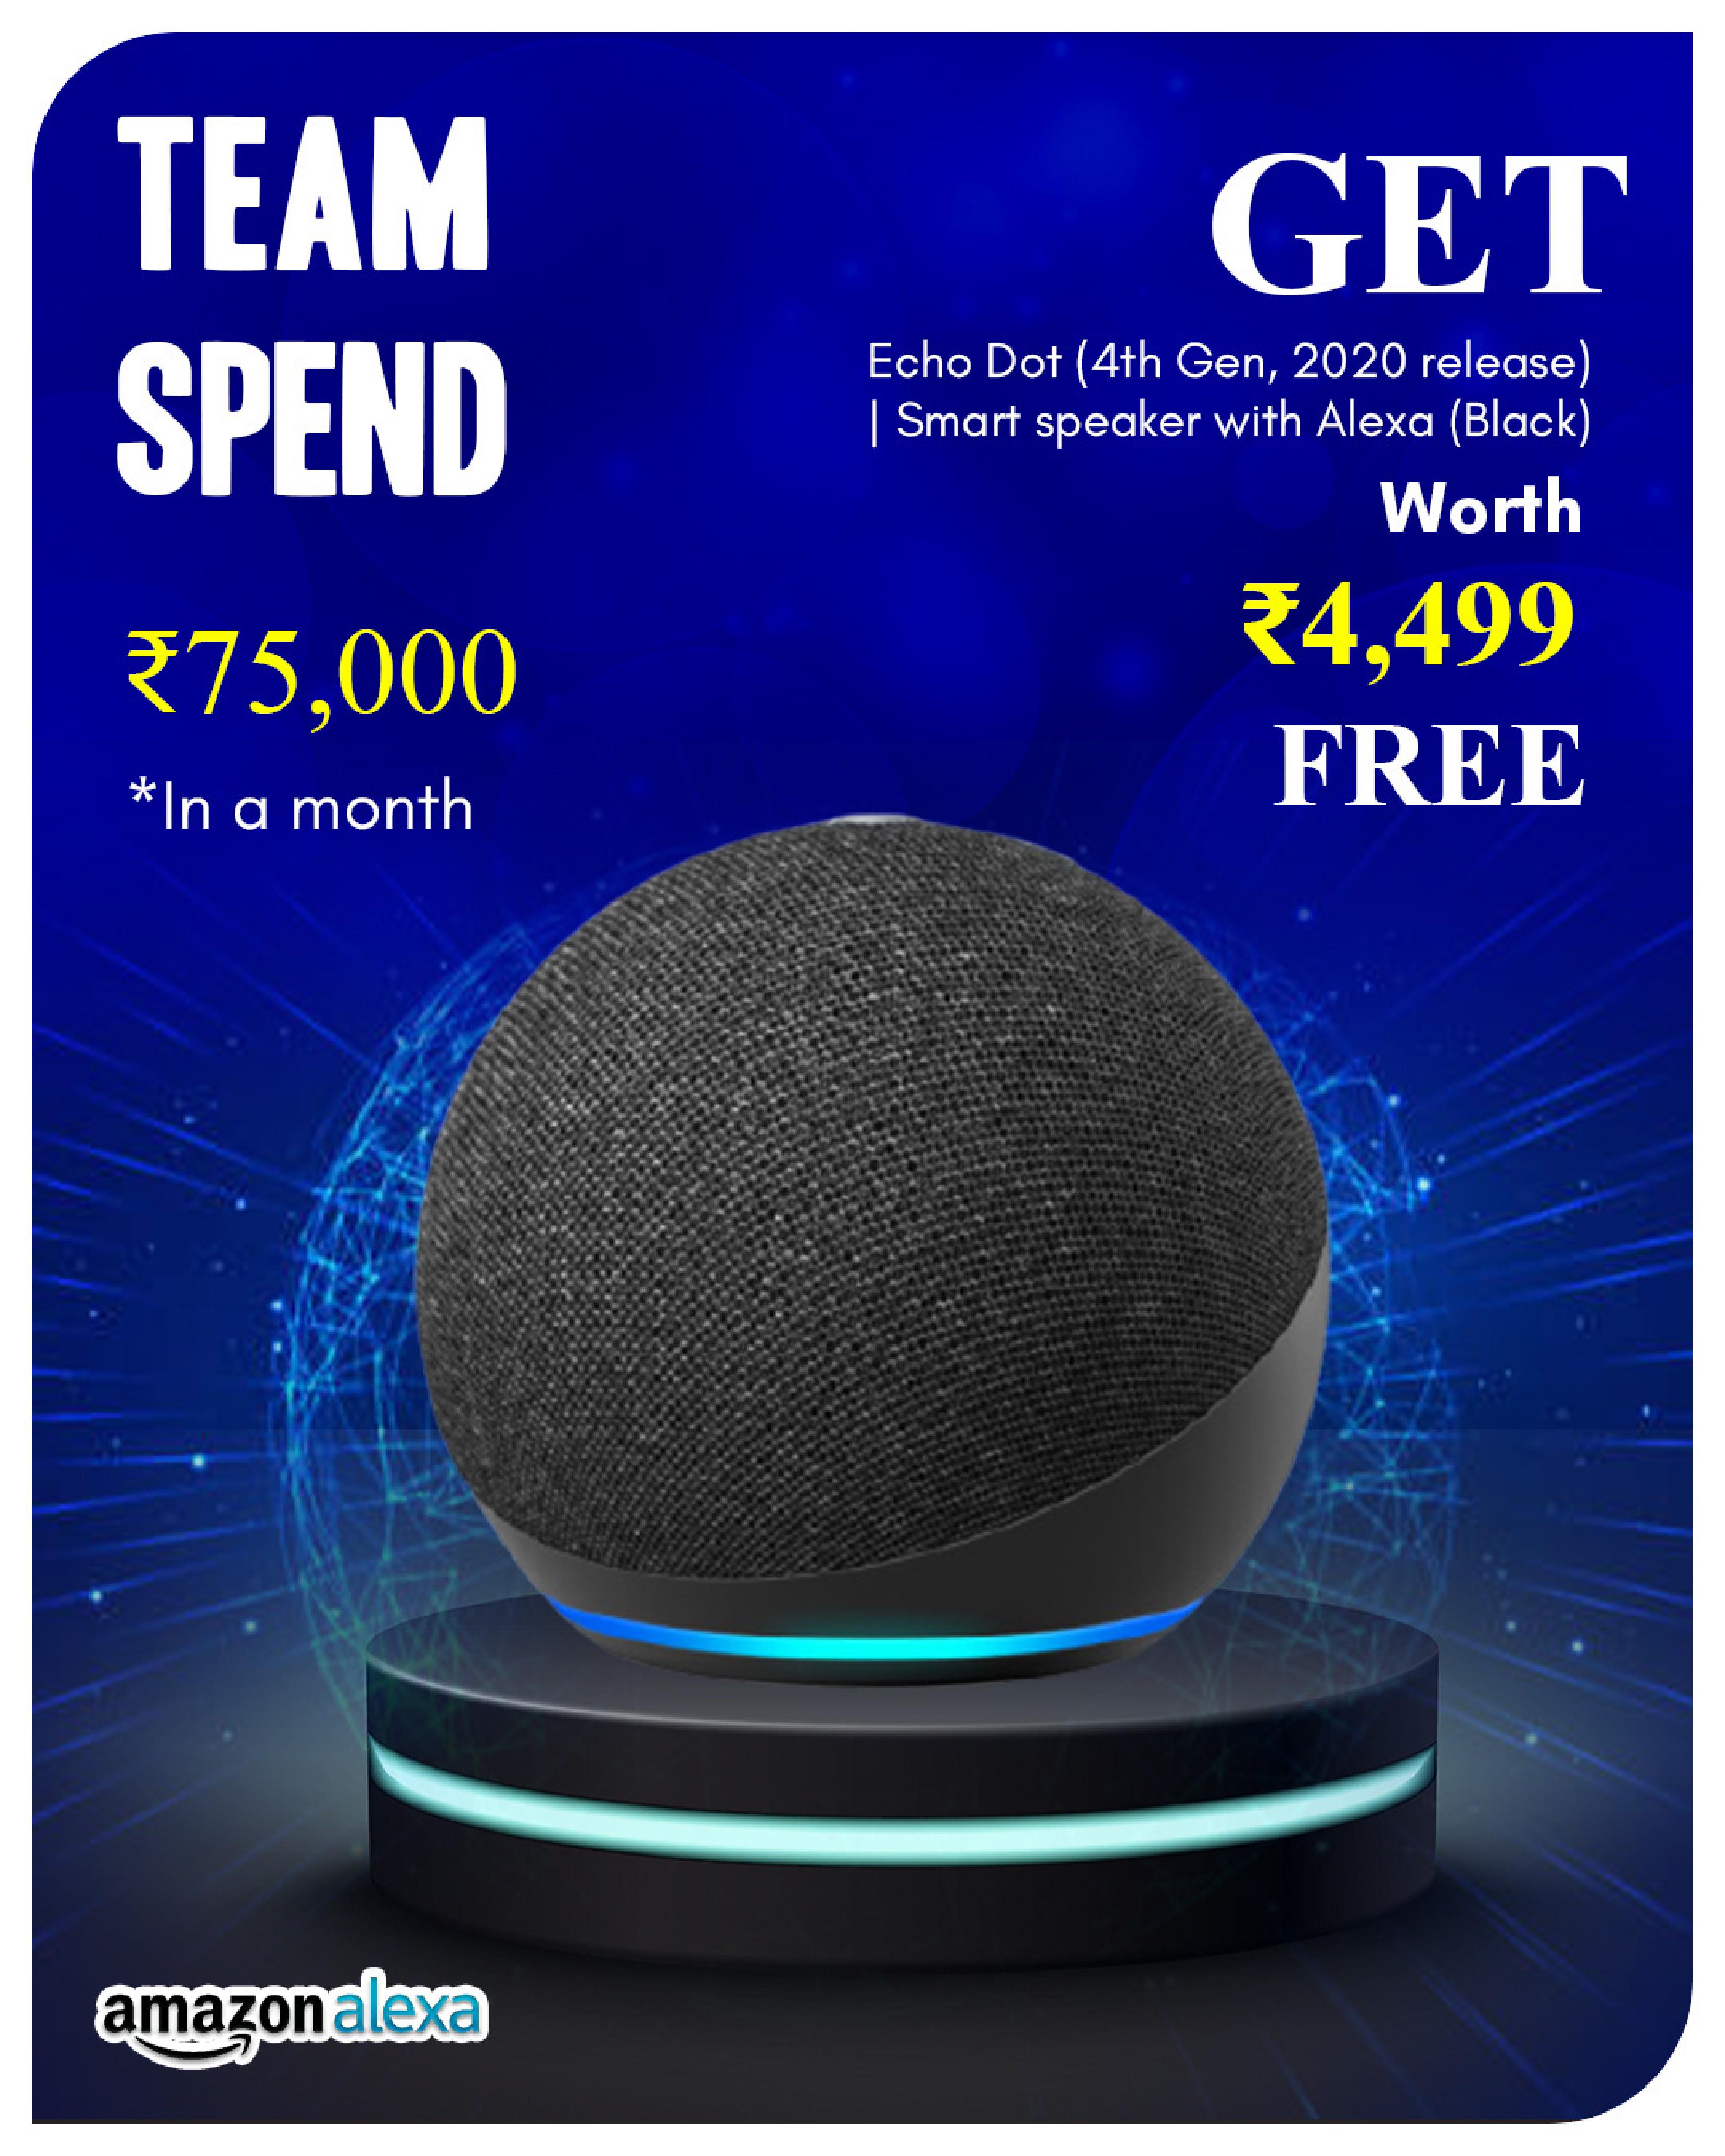 TEAM
SPEND
₹75,000
*In a month
GET
Echo Dot (4th Gen, 2020 release)
| Smart speaker with Alexa (Black)
Worth
₹4,499
FREE
amazon alexa